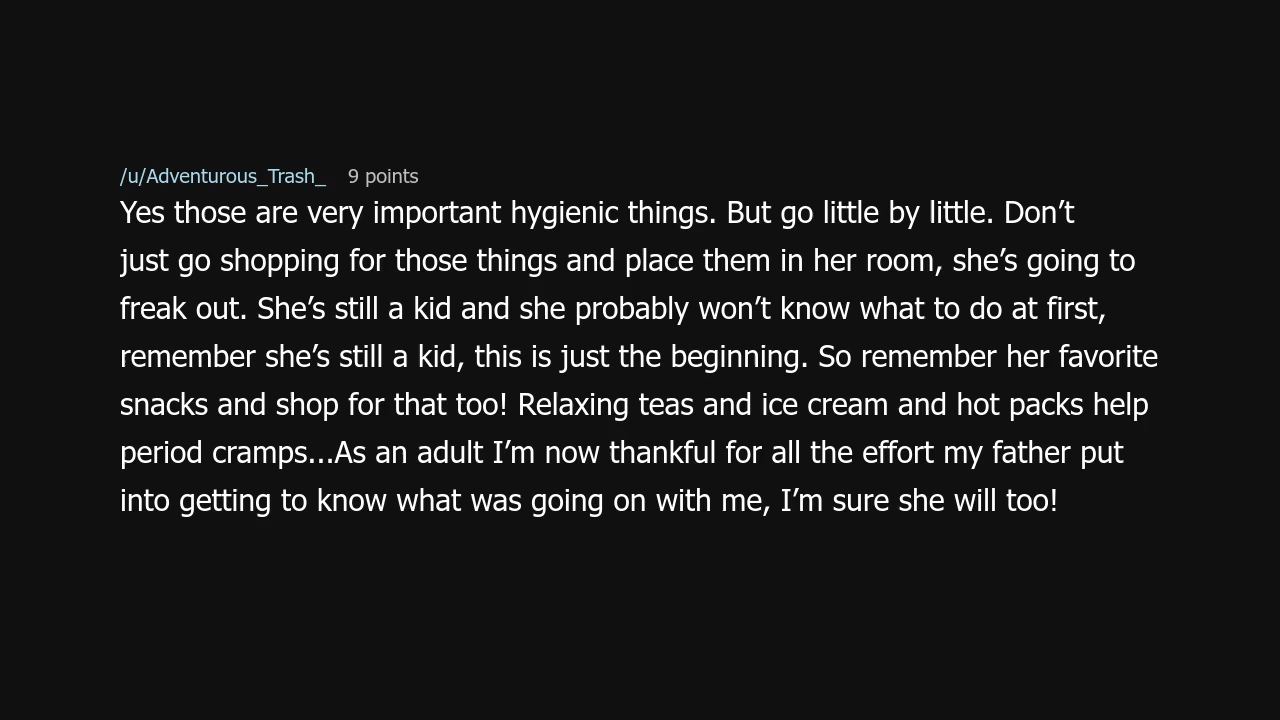 /u/Adventurous_Trash_ 9 points
Yes those are very important hygienic things. But go little by little. Don’t
just go shopping for those things and place them in her room, she’s going to
freak out. She’s still a kid and she probably won’t know what to do at first,
remember she’s still a kid, this is just the beginning. So remember her favorite
snacks and shop for that too! Relaxing teas and ice cream and hot packs help
period cramps...As an adult I’m now thankful for all the effort my father put
into getting to know what was going on with me, I’m sure she will too!